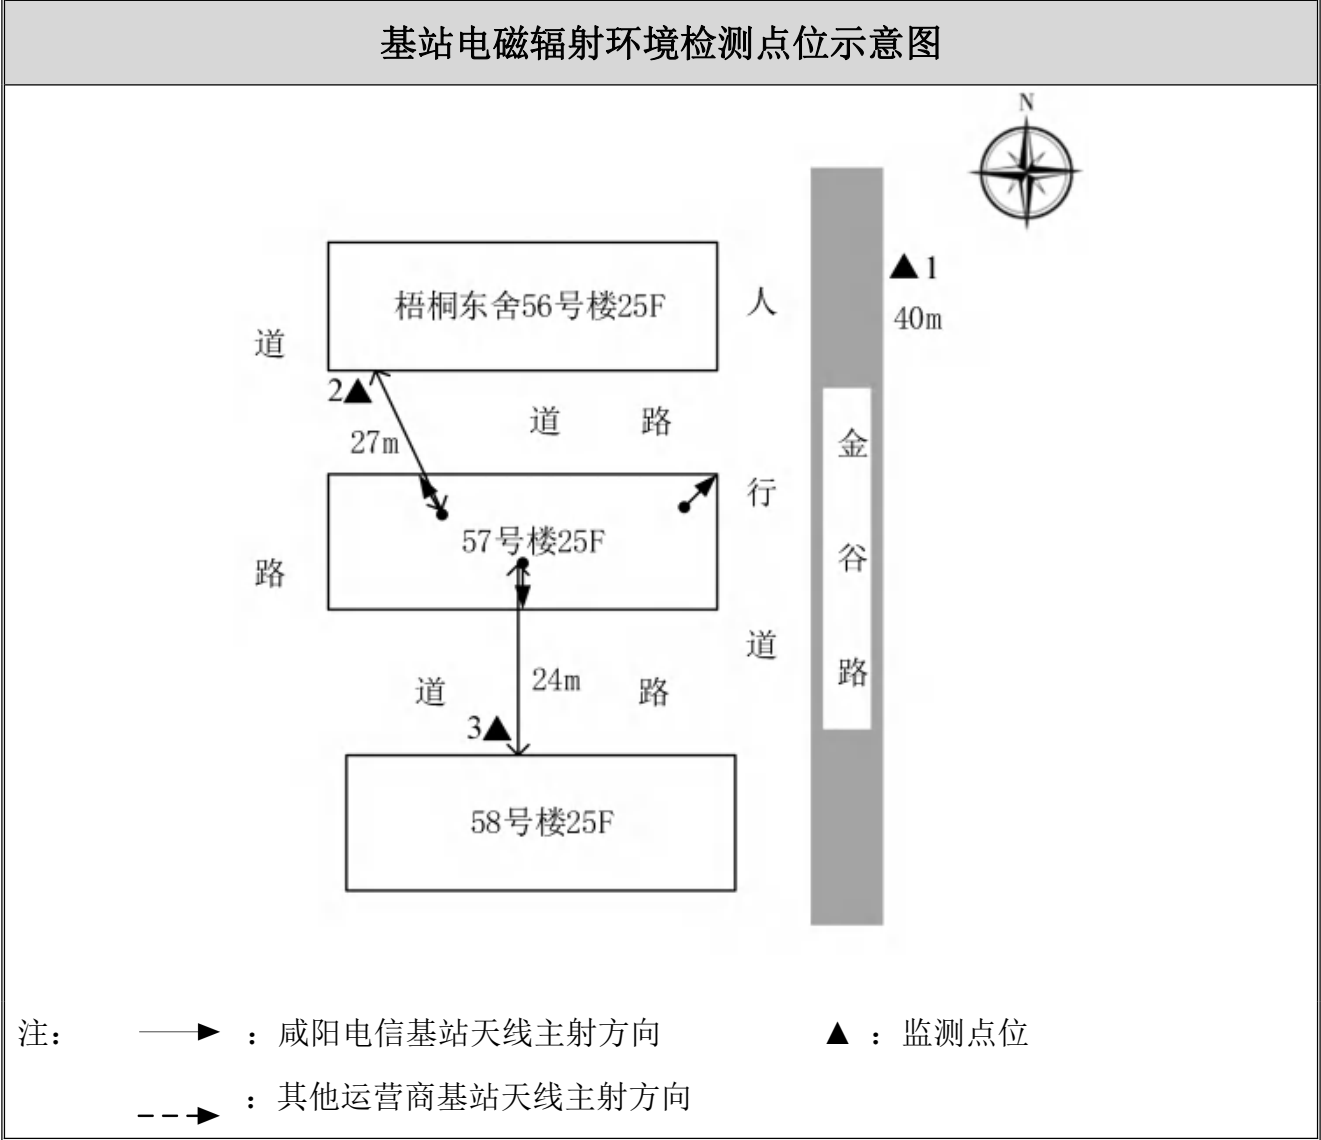 基站电磁辐射环境检测点位示意图
N
▲1
40m
梧桐东舍56号楼25F
人
道
2▲
道 路
27m
金
行
57号楼25F
谷
路
道
24m
道 路
路
3▲
58号楼25F
注： ：咸阳电信基站天线主射方向 ▲：监测点位
：其他运营商基站天线主射方向